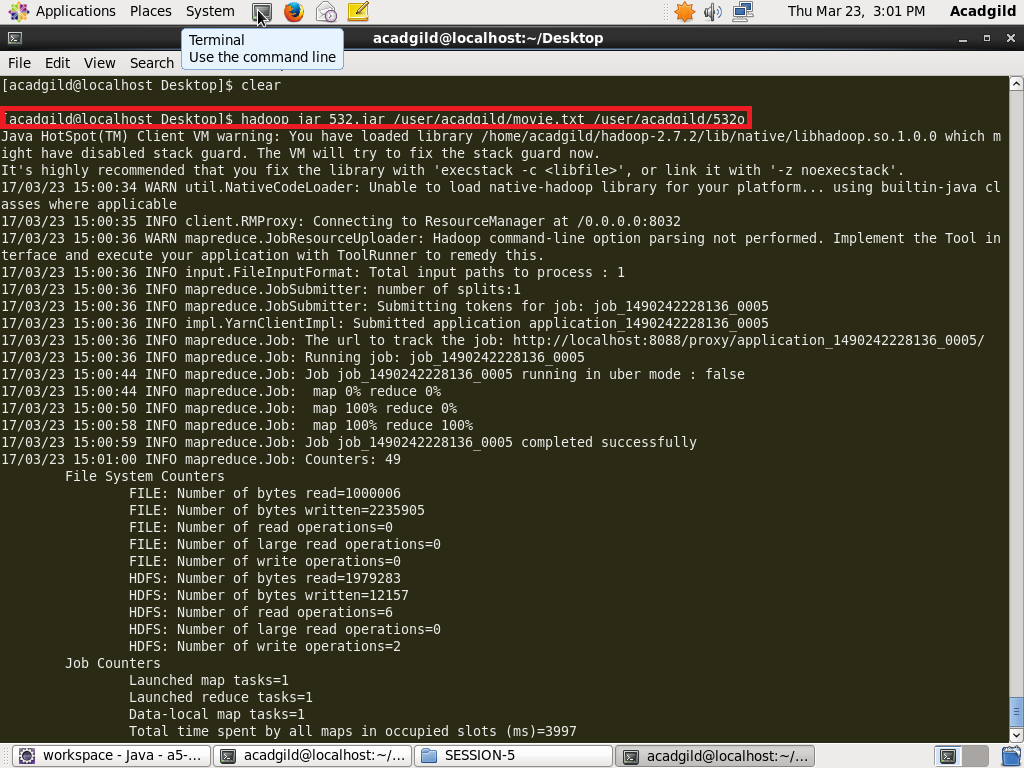 Applications Places System Thu Mar 23, 3:01 PM Acadgild
Terminal
Use the command line
acadgild@localhost:~/Desktop
File Edit View Search
[acadgild@localhost Desktop]$ clear
[acadgild@localhost Desktop]$ hadoop jar 532.jar /user/acadgild/movie.txt /user/acadgild/532o
Java HotSpot(TM) Client VM warning: You have loaded library /home/acadgild/hadoop-2.7.2/lib/native/libhadoop.so.1.0.0 which m
ight have disabled stack guard. The VM will try to fix the stack guard now.
It's highly recommended that you fix the library with 'execstack -c <libfile>', or link it with '-z noexecstack'.
17/03/23 15:00:34 WARN util.NativeCodeLoader: Unable to load native-hadoop library for your platform... using builtin-java cl
asses where applicable
17/03/23 15:00:35 INFO client.RMProxy: Connecting to ResourceManager at /0.0.0.0:8032
17/03/23 15:00:36 WARN mapreduce.JobResourceUploader: Hadoop command-line option parsing not performed. Implement the Tool in
terface and execute your application with ToolRunner to remedy this.
17/03/23 15:00:36 INFO input.FileInputFormat: Total input paths to process : 1
17/03/23 15:00:36 INFO mapreduce.JobSubmitter: number of splits:1
17/03/23 15:00:36 INFO mapreduce.JobSubmitter: Submitting tokens for job: job_1490242228136_0005
17/03/23 15:00:36 INFO impl.YarnClientImpl: Submitted application application_1490242228136_0005
17/03/23 15:00:36 INFO mapreduce.Job: The url to track the job: http://localhost:8088/proxy/application_1490242228136_0005/
17/03/23 15:00:36 INFO mapreduce.Job: Running job: job_1490242228136_0005
17/03/23 15:00:44 INFO mapreduce.Job: Job job_1490242228136_0005 running in uber mode : false
17/03/23 15:00:44 INFO mapreduce.Job:  map 0% reduce 0%
17/03/23 15:00:50 INFO mapreduce.Job:  map 100% reduce 0%
17/03/23 15:00:58 INFO mapreduce.Job:  map 100% reduce 100%
17/03/23 15:00:59 INFO mapreduce.Job: Job job_1490242228136_0005 completed successfully
17/03/23 15:01:00 INFO mapreduce.Job: Counters: 49
File System Counters
FILE: Number of bytes read=1000006
FILE: Number of bytes written=2235905
FILE: Number of read operations=0
FILE: Number of large read operations=0
FILE: Number of write operations=0
HDFS: Number of bytes read=1979283
HDFS: Number of bytes written=12157
HDFS: Number of read operations=6
HDFS: Number of large read operations=0
HDFS: Number of write operations=2
Job Counters
Launched map tasks=1
Launched reduce tasks=1
Data-local map tasks=1
Total time spent by all maps in occupied slots (ms)=3997
workspace - Java - a5-... acadgild@localhost:~/... SESSION-5 acadgild@localhost:~/...